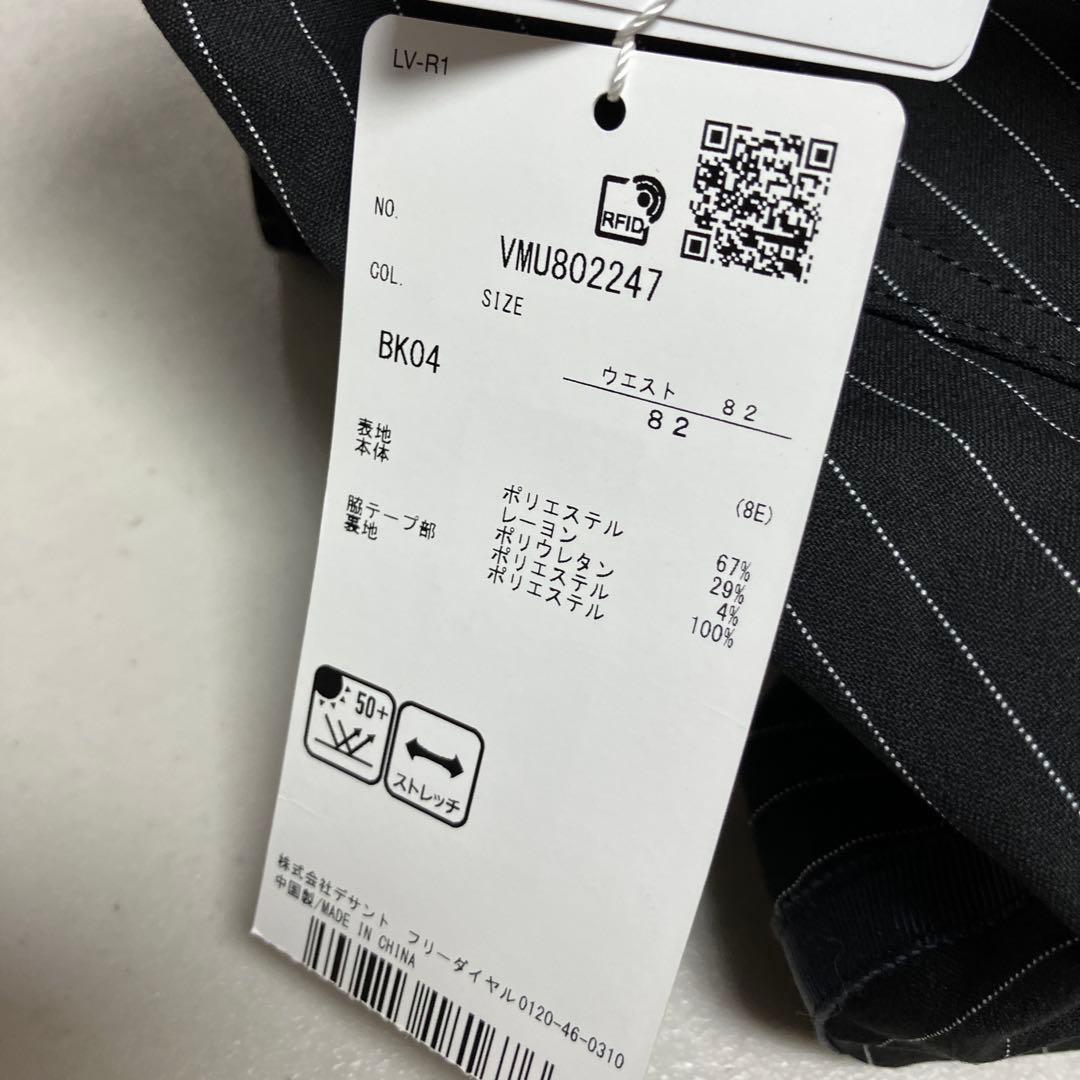 LV-R1
RFID
NO.
VMU802247
COL.
SIZE
BK04
ウエスト 82
82
表地
本体
(8E)
ポリエステル 67%
レーヨン 29%
ポリウレタン 4%
脇テープ部 ポリエステル 100%
裏地 ポリエステル
50+
ストレッチ
株式会社デサント フリーダイヤル0120-46-0310
中国製/MADE IN CHINA